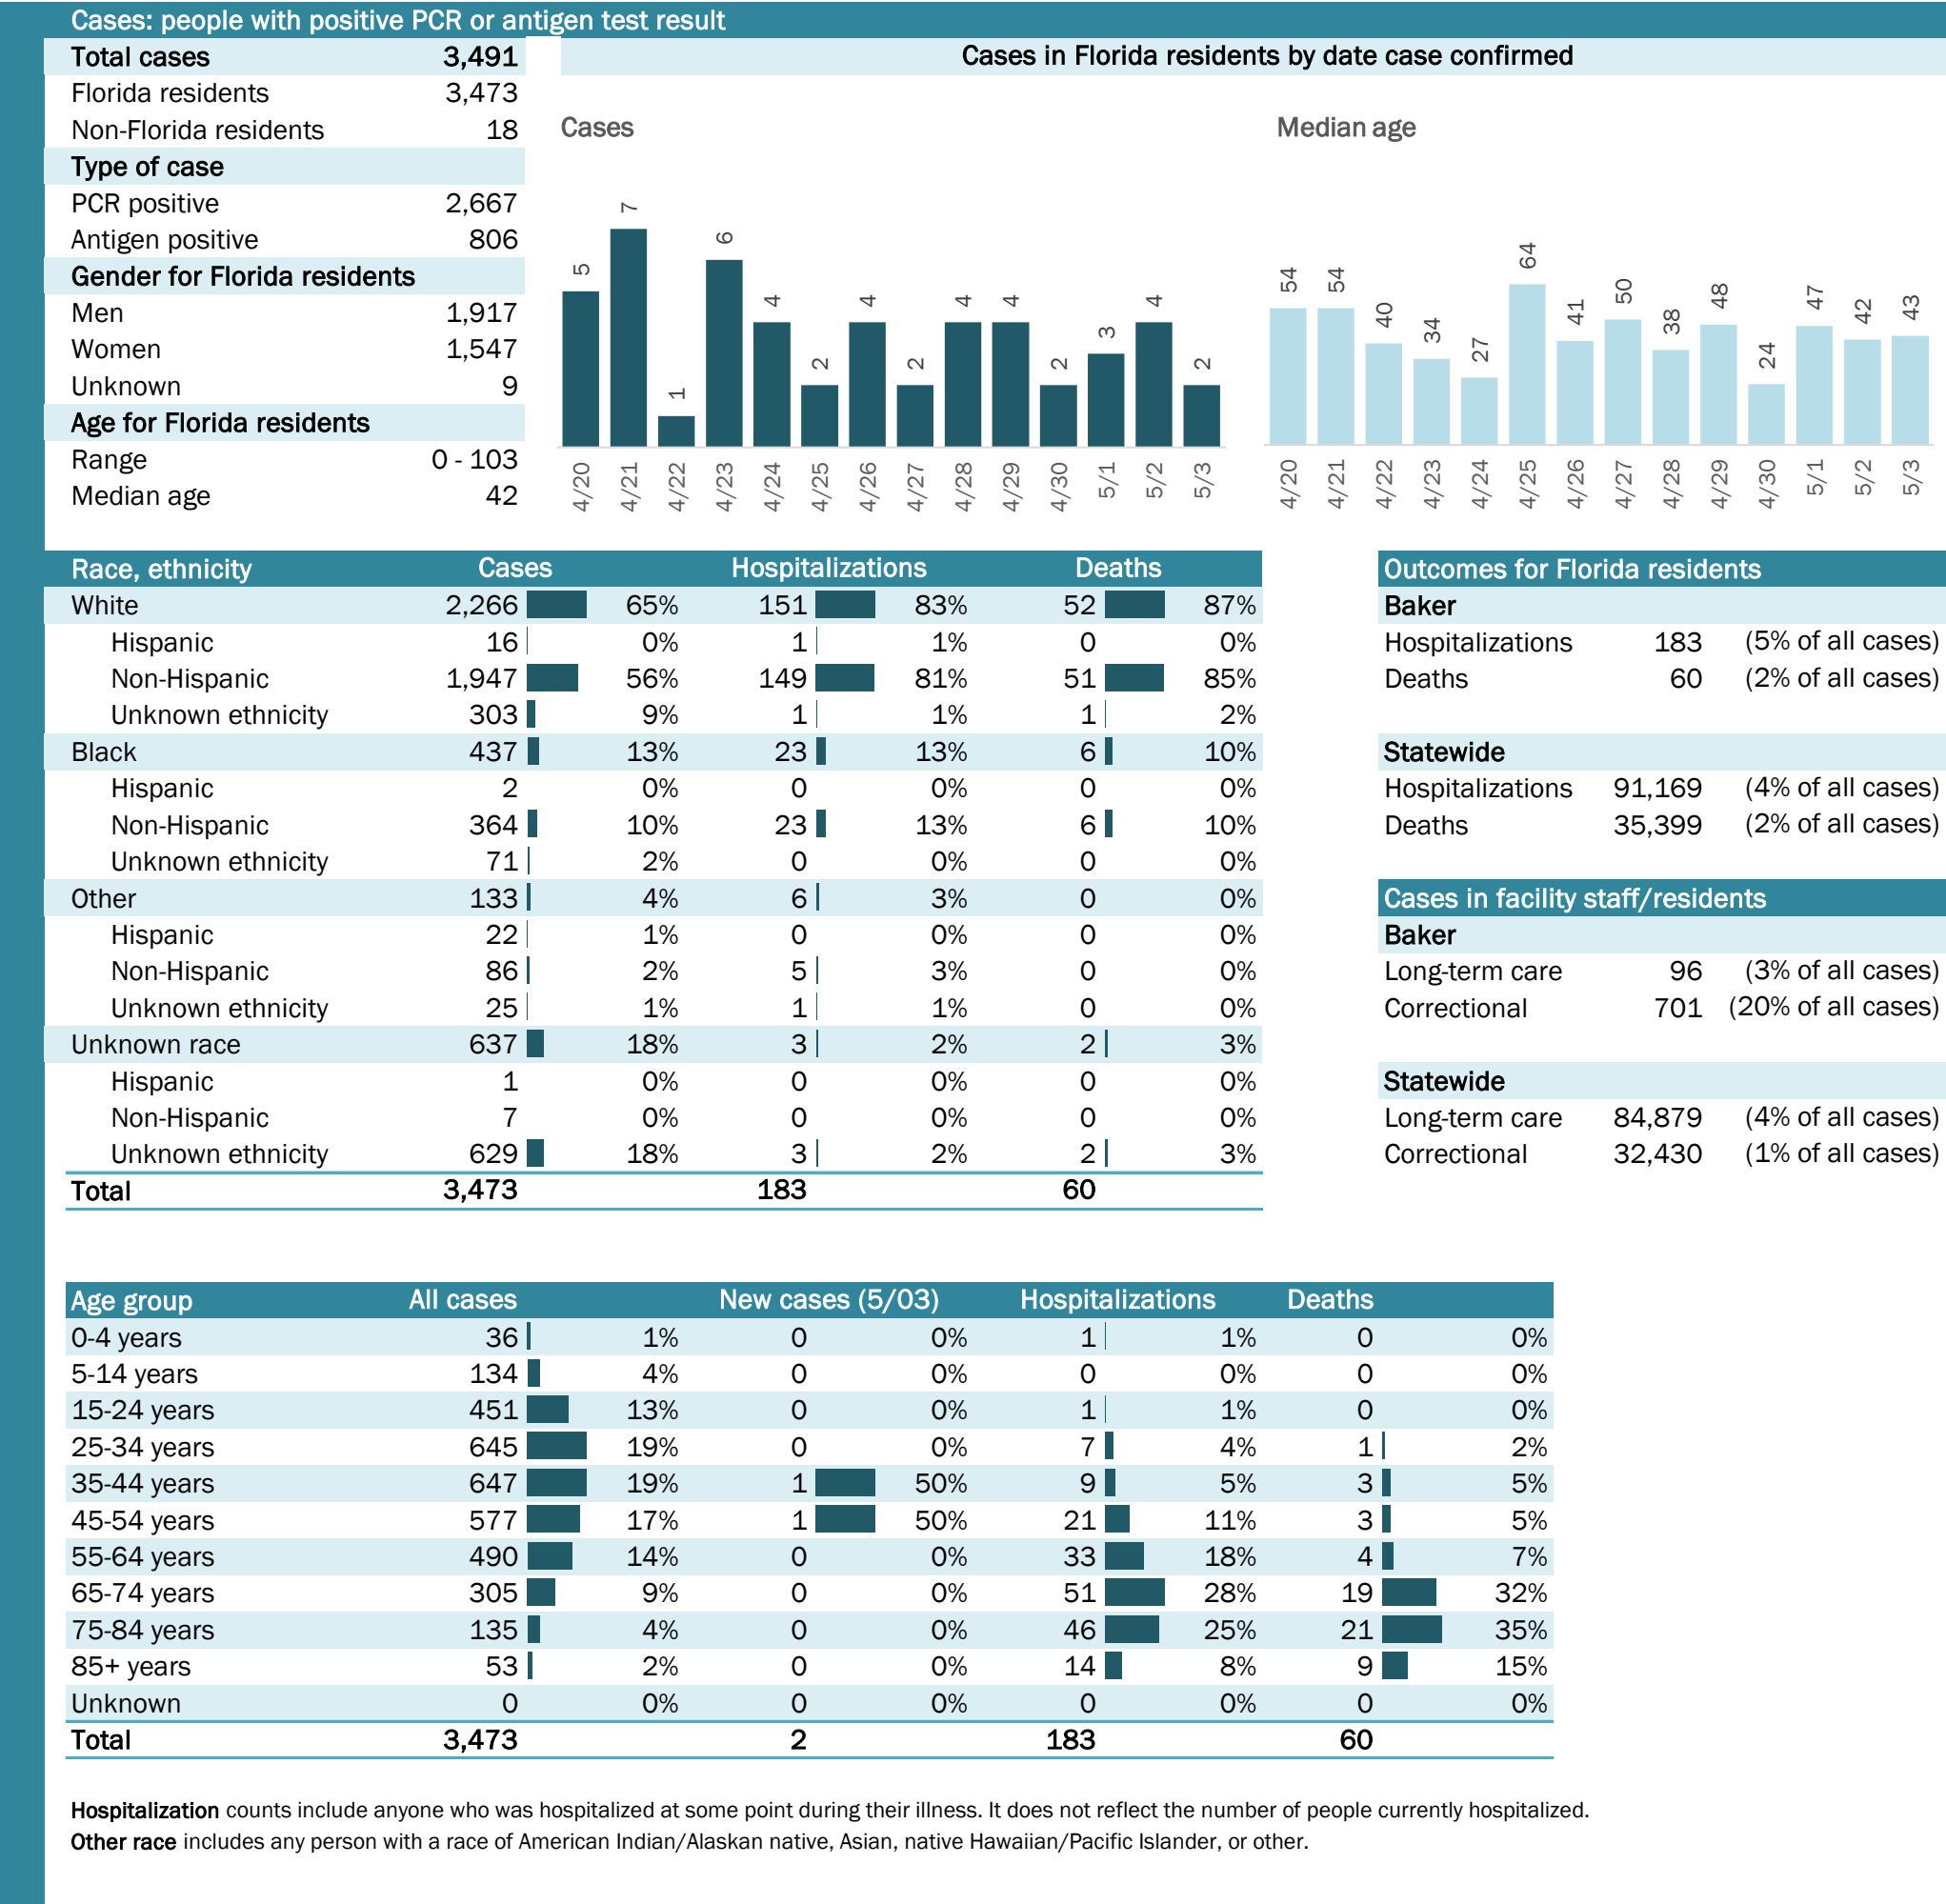 Cases: people with positive PCR or antigen test result
Total cases 3,491
Florida residents 3,473
Non-Florida residents 18
Type of case
PCR positive 2,667
Antigen positive 806
Gender for Florida residents
Men 1,917
Women 1,547
Unknown 9
Age for Florida residents
Range 0 - 103
Median age 42
Cases in Florida residents by date case confirmed
Cases
5 7 1 6 4 2 4 2 4 4 2 3 4 2
4/20 4/21 4/22 4/23 4/24 4/25 4/26 4/27 4/28 4/29 4/30 5/1 5/2 5/3
Median age
54 54 40 34 27 64 41 50 38 48 24 47 42 43
4/20 4/21 4/22 4/23 4/24 4/25 4/26 4/27 4/28 4/29 4/30 5/1 5/2 5/3
Race, ethnicity Cases Hospitalizations Deaths
White 2,266 65% 151 83% 52 87%
Hispanic 16 0% 1 1% 0 0%
Non-Hispanic 1,947 56% 149 81% 51 85%
Unknown ethnicity 303 9% 1 1% 1 2%
Black 437 13% 23 13% 6 10%
Hispanic 2 0% 0 0% 0 0%
Non-Hispanic 364 10% 23 13% 6 10%
Unknown ethnicity 71 2% 0 0% 0 0%
Other 133 4% 6 3% 0 0%
Hispanic 22 1% 0 0% 0 0%
Non-Hispanic 86 2% 5 3% 0 0%
Unknown ethnicity 25 1% 1 1% 0 0%
Unknown race 637 18% 3 2% 2 3%
Hispanic 1 0% 0 0% 0 0%
Non-Hispanic 7 0% 0 0% 0 0%
Unknown ethnicity 629 18% 3 2% 2 3%
Total 3,473 183 60
Outcomes for Florida residents
Baker
Hospitalizations 183 (5% of all cases)
Deaths 60 (2% of all cases)
Statewide
Hospitalizations 91,169 (4% of all cases)
Deaths 35,399 (2% of all cases)
Cases in facility staff/residents
Baker
Long-term care 96 (3% of all cases)
Correctional 701 (20% of all cases)
Statewide
Long-term care 84,879 (4% of all cases)
Correctional 32,430 (1% of all cases)
Age group All cases New cases (5/03) Hospitalizations Deaths
0-4 years 36 1% 0 0% 1 1% 0 0%
5-14 years 134 4% 0 0% 0 0% 0 0%
15-24 years 451 13% 0 0% 1 1% 0 0%
25-34 years 645 19% 0 0% 7 4% 1 2%
35-44 years 647 19% 1 50% 9 5% 3 5%
45-54 years 577 17% 1 50% 21 11% 3 5%
55-64 years 490 14% 0 0% 33 18% 4 7%
65-74 years 305 9% 0 0% 51 28% 19 32%
75-84 years 135 4% 0 0% 46 25% 21 35%
85+ years 53 2% 0 0% 14 8% 9 15%
Unknown 0 0% 0 0% 0 0% 0 0%
Total 3,473 2 183 60
Hospitalization counts include anyone who was hospitalized at some point during their illness. It does not reflect the number of people currently hospitalized.
Other race includes any person with a race of American Indian/Alaskan native, Asian, native Hawaiian/Pacific Islander, or other.